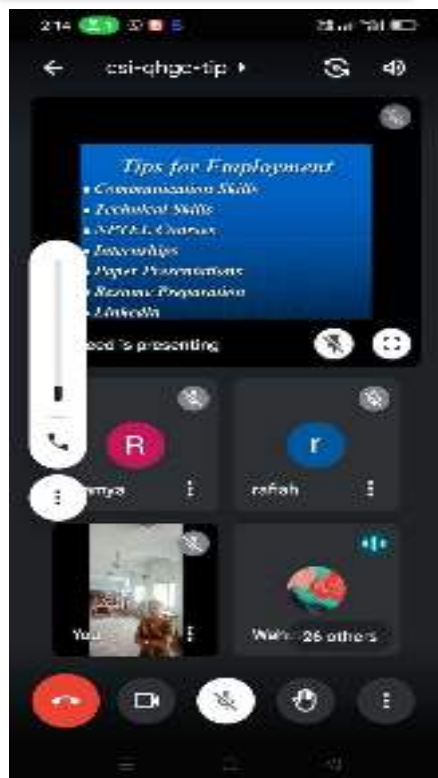 2:14
csi-qhgc-tip
Tips for Employment
Communication Skills
Technical Skills
NPTEL Courses
Internships
Paper Presentations
Resume Preparation
LinkedIn
is presenting
R
r
rafiah
You
26 others